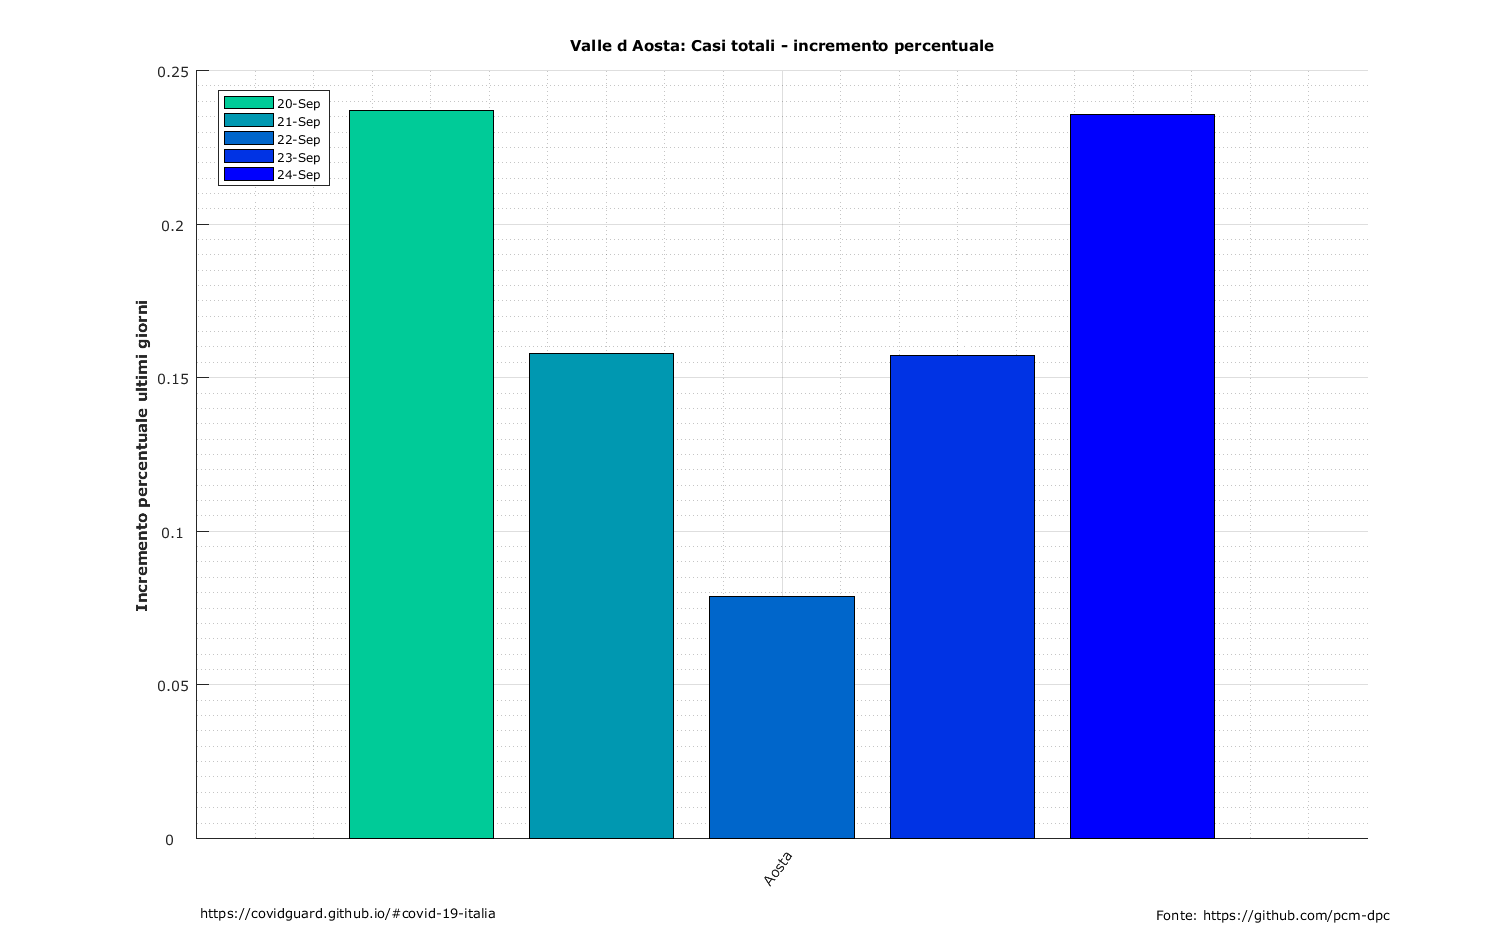 Valle d Aosta: Casi totali - incremento percentuale
0.25
0.2
0.15
0.1
0.05
0
Incremento percentuale ultimi giorni
20-Sep
21-Sep
22-Sep
23-Sep
24-Sep
Aosta
https://covidguard.github.io/#covid-19-italia
Fonte: https://github.com/pcm-dpc